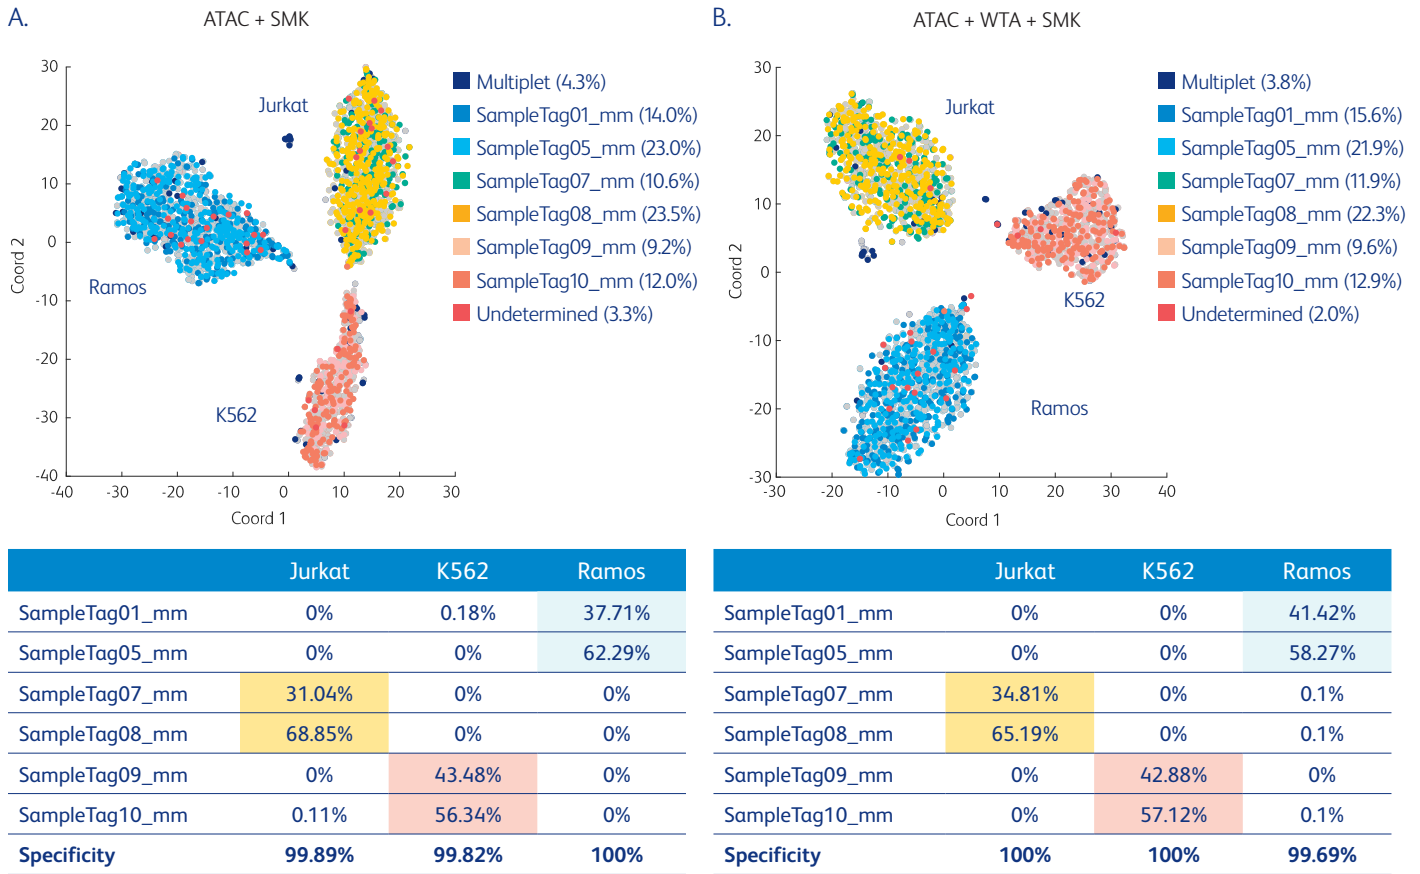 A.
ATAC + SMK
30
20
10
0
-10
-20
-30
-40
Coord 2
-40 -30 -20 -10 0 10 20 30
Coord 1
Jurkat
Ramos
K562
Multiplet (4.3%)
SampleTag01_mm (14.0%)
SampleTag05_mm (23.0%)
SampleTag07_mm (10.6%)
SampleTag08_mm (23.5%)
SampleTag09_mm (9.2%)
SampleTag10_mm (12.0%)
Undetermined (3.3%)
B.
ATAC + WTA + SMK
30
20
10
0
-10
-20
-30
Coord 2
-30 -20 -10 0 10 20 30 40
Coord 1
Jurkat
K562
Ramos
Multiplet (3.8%)
SampleTag01_mm (15.6%)
SampleTag05_mm (21.9%)
SampleTag07_mm (11.9%)
SampleTag08_mm (22.3%)
SampleTag09_mm (9.6%)
SampleTag10_mm (12.9%)
Undetermined (2.0%)
Jurkat K562 Ramos
SampleTag01_mm 0% 0.18% 37.71%
SampleTag05_mm 0% 0% 62.29%
SampleTag07_mm 31.04% 0% 0%
SampleTag08_mm 68.85% 0% 0%
SampleTag09_mm 0% 43.48% 0%
SampleTag10_mm 0.11% 56.34% 0%
Specificity 99.89% 99.82% 100%
Jurkat K562 Ramos
SampleTag01_mm 0% 0% 41.42%
SampleTag05_mm 0% 0% 58.27%
SampleTag07_mm 34.81% 0% 0.1%
SampleTag08_mm 65.19% 0% 0.1%
SampleTag09_mm 0% 42.88% 0%
SampleTag10_mm 0% 57.12% 0.1%
Specificity 100% 100% 99.69%